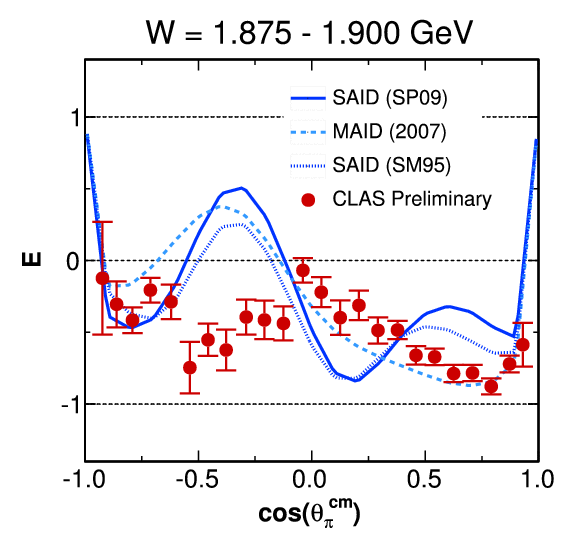 W = 1.875 - 1.900 GeV
SAID (SP09)
MAID (2007)
SAID (SM95)
CLAS Preliminary
1
0
-1
E
-1.0 -0.5 0.0 0.5 1.0
cos(θπcm)